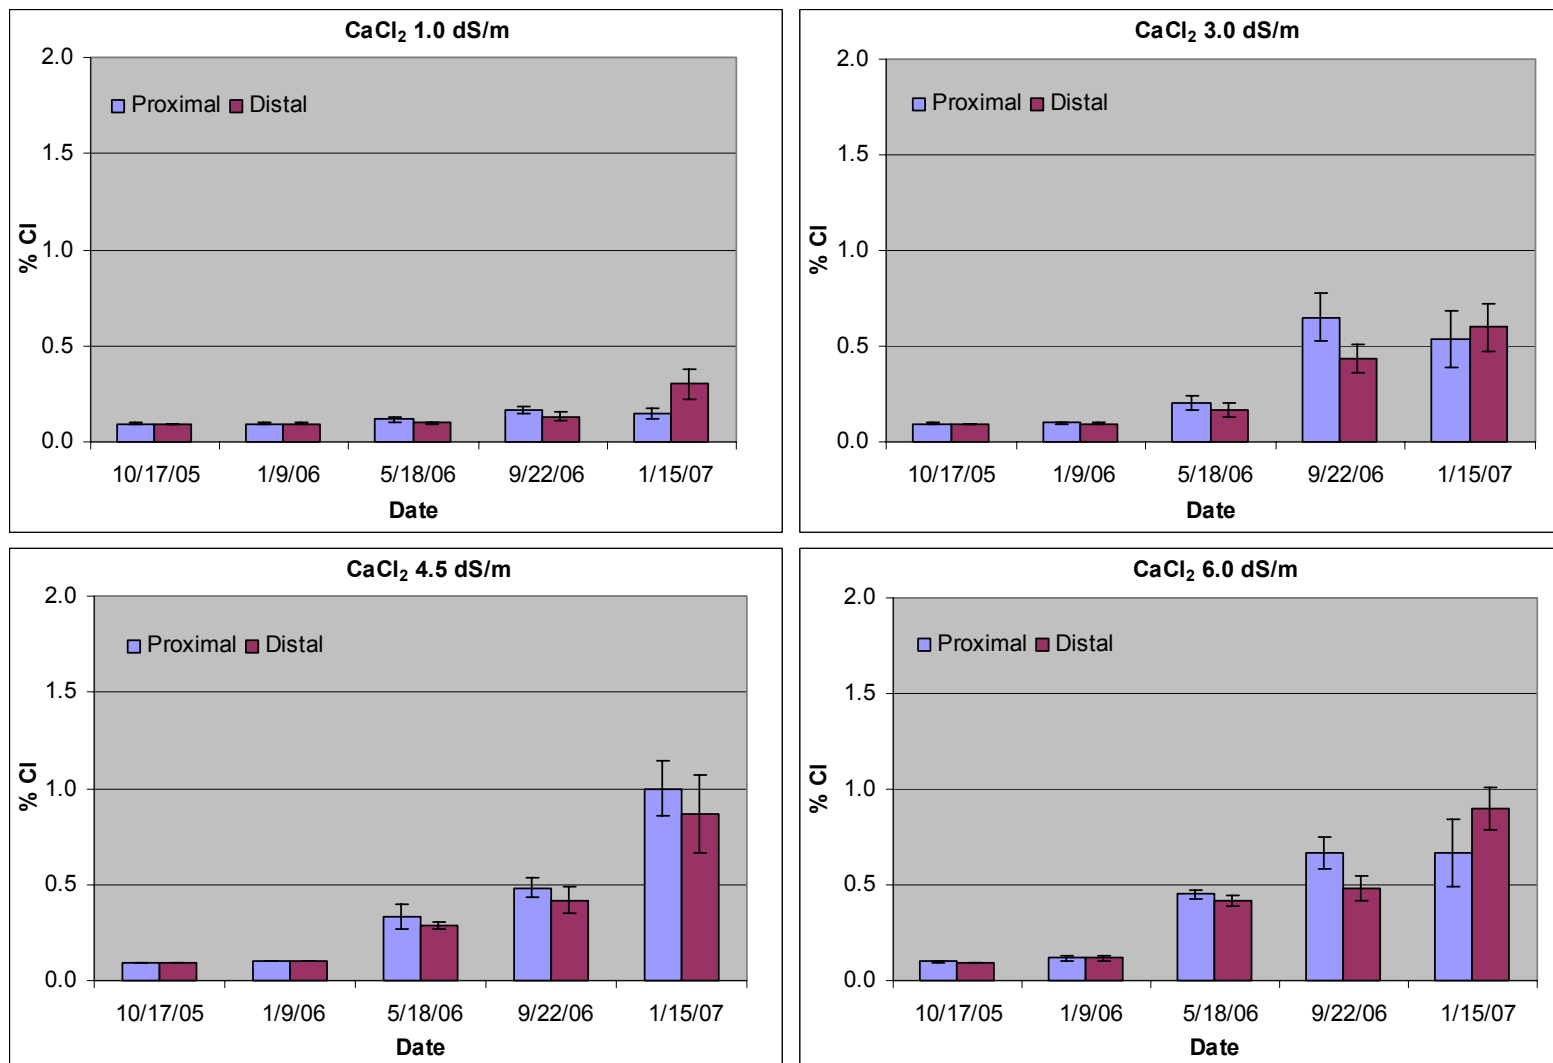 CaCl₂ 1.0 dS/m
2.0
1.5
1.0
0.5
0.0
% Cl
Proximal Distal
10/17/05 1/9/06 5/18/06 9/22/06 1/15/07
Date
CaCl₂ 3.0 dS/m
2.0
1.5
1.0
0.5
0.0
% Cl
Proximal Distal
10/17/05 1/9/06 5/18/06 9/22/06 1/15/07
Date
CaCl₂ 4.5 dS/m
2.0
1.5
1.0
0.5
0.0
% Cl
Proximal Distal
10/17/05 1/9/06 5/18/06 9/22/06 1/15/07
Date
CaCl₂ 6.0 dS/m
2.0
1.5
1.0
0.5
0.0
% Cl
Proximal Distal
10/17/05 1/9/06 5/18/06 9/22/06 1/15/07
Date